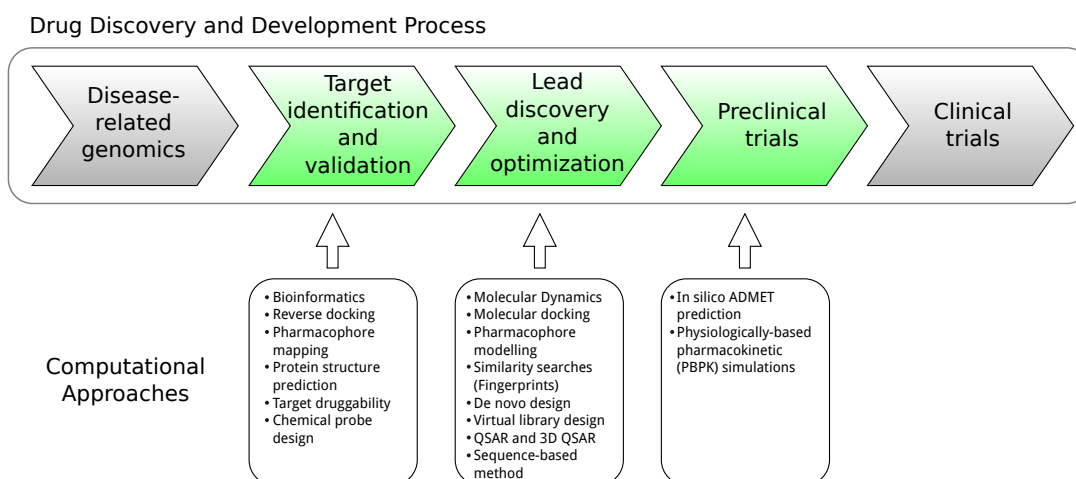 Drug Discovery and Development Process
Disease-
related
genomics
Target
identification
and
validation
Lead
discovery
and
optimization
Preclinical
trials
Clinical
trials
Computational
Approaches
• Bioinformatics
• Reverse docking
• Pharmacophore
mapping
• Protein structure
prediction
• Target druggability
• Chemical probe
design
• Molecular Dynamics
• Molecular docking
• Pharmacophore
modelling
• Similarity searches
(Fingerprints)
• De novo design
• Virtual library design
• QSAR and 3D QSAR
• Sequence-based
method
• In silico ADMET
prediction
• Physiologically-based
pharmacokinetic
(PBPK) simulations